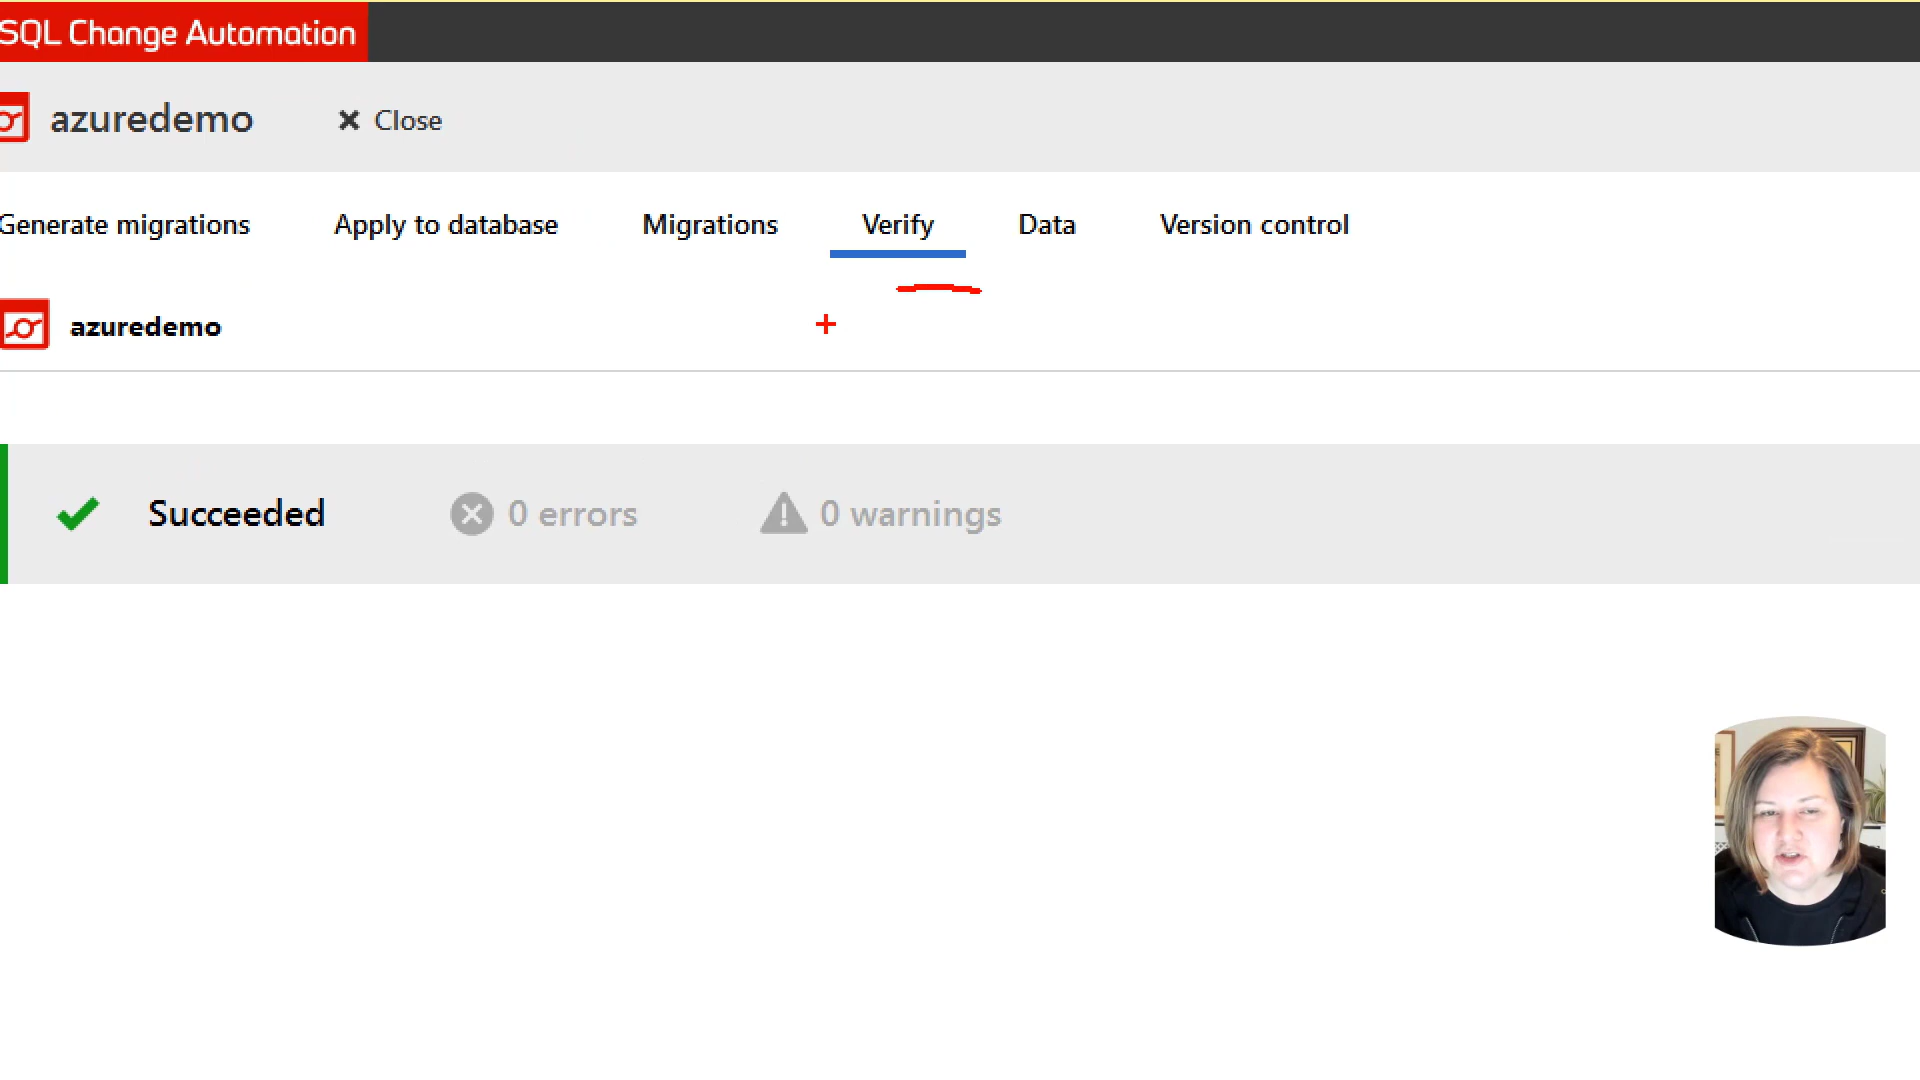 SQL Change Automation
azuredemo
Close
Generate migrations Apply to database Migrations Verify Data Version control
azuredemo
Succeeded 0 errors 0 warnings